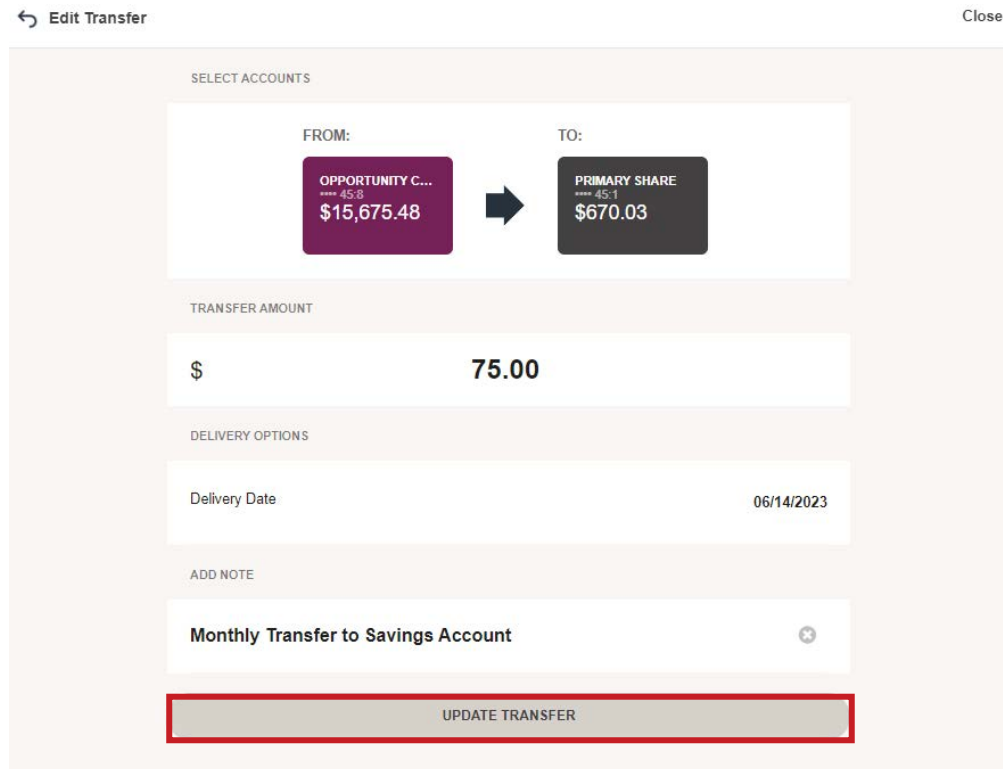 Edit Transfer
Close
SELECT ACCOUNTS
FROM:
TO:
OPPORTUNITY C...
**** 45:8
$15,675.48
PRIMARY SHARE
**** 45:1
$670.03
TRANSFER AMOUNT
$ 75.00
DELIVERY OPTIONS
Delivery Date 06/14/2023
ADD NOTE
Monthly Transfer to Savings Account
UPDATE TRANSFER